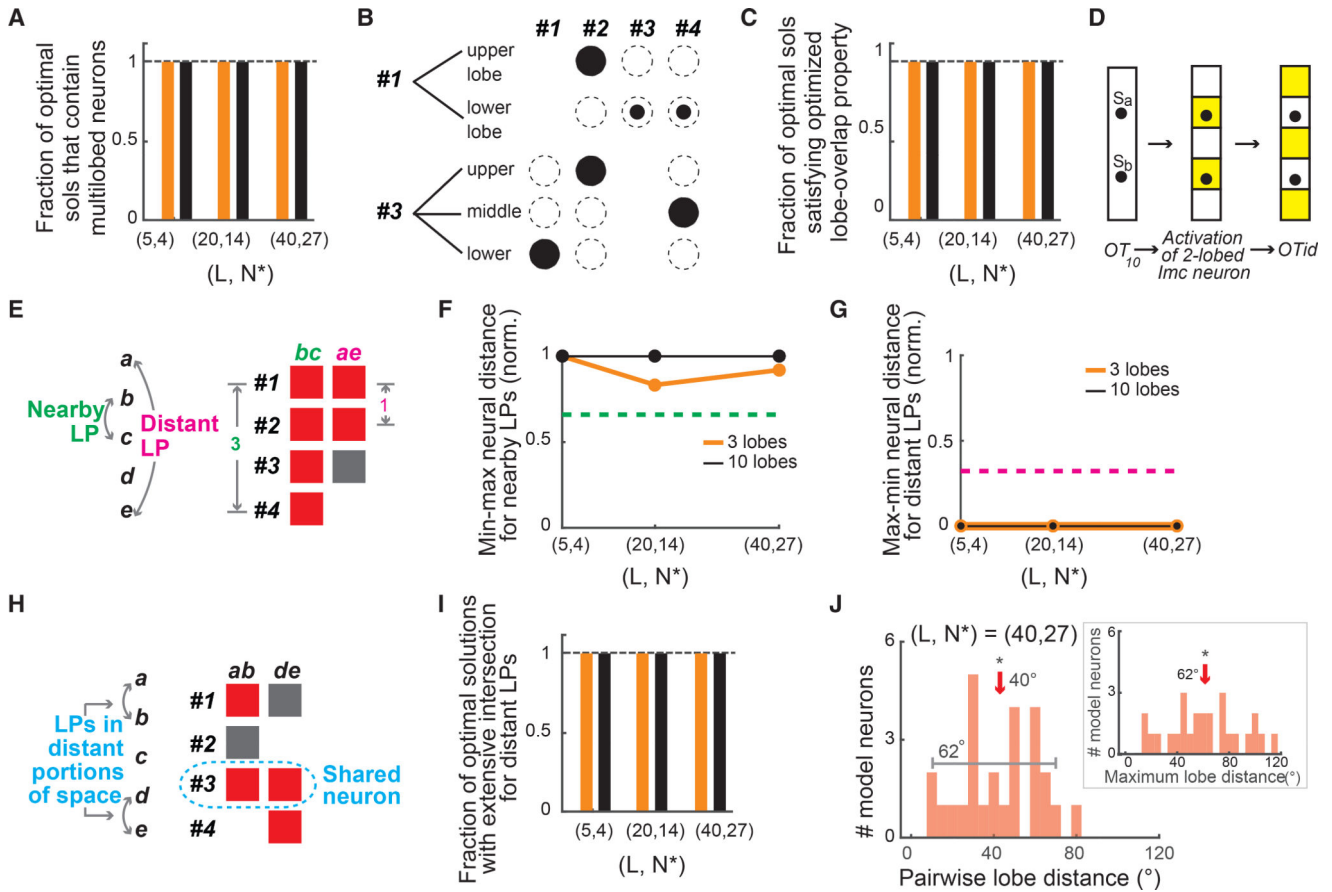 A
Fraction of optimal
sols that contain
multilobed neurons
1
0.5
0
(5,4) (20,14) (40,27)
(L, N*)
B
#1 #2 #3 #4
#1
upper
lobe
lower
lobe
#3
upper
middle
lower
C
Fraction of optimal sols
satisfying optimized
lobe-overlap property
1
0.5
0
(5,4) (20,14) (40,27)
(L, N*)
D
Sa
Sb
OT10 Activation OTid
of 2-lobed
Imc neuron
E
a
b
c
d
e
Nearby
LP
Distant
LP
bc ae
#1
#2
#3
#4
3
1
F
Min-max neural distance
for nearby LPs (norm.)
1
0.5
0
3 lobes
10 lobes
(5,4) (20,14) (40,27)
(L, N*)
G
Max-min neural distance
for distant LPs (norm.)
1
0.5
0
3 lobes
10 lobes
(5,4) (20,14) (40,27)
(L, N*)
H
a
b
c
d
e
LPs in
distant
portions
of space
ab de
#1
#2
#3
#4
Shared
neuron
I
Fraction of optimal solutions
with extensive intersection
for distant LPs
1
0.5
0
(5,4) (20,14) (40,27)
(L, N*)
J
(L, N*) = (40,27)
# model neurons
6
3
0
*
40°
62°
0 40 80 120
Pairwise lobe distance (°)
# model neurons
6
3
0
*
62°
0 40 80 120
Maximum lobe distance(°)